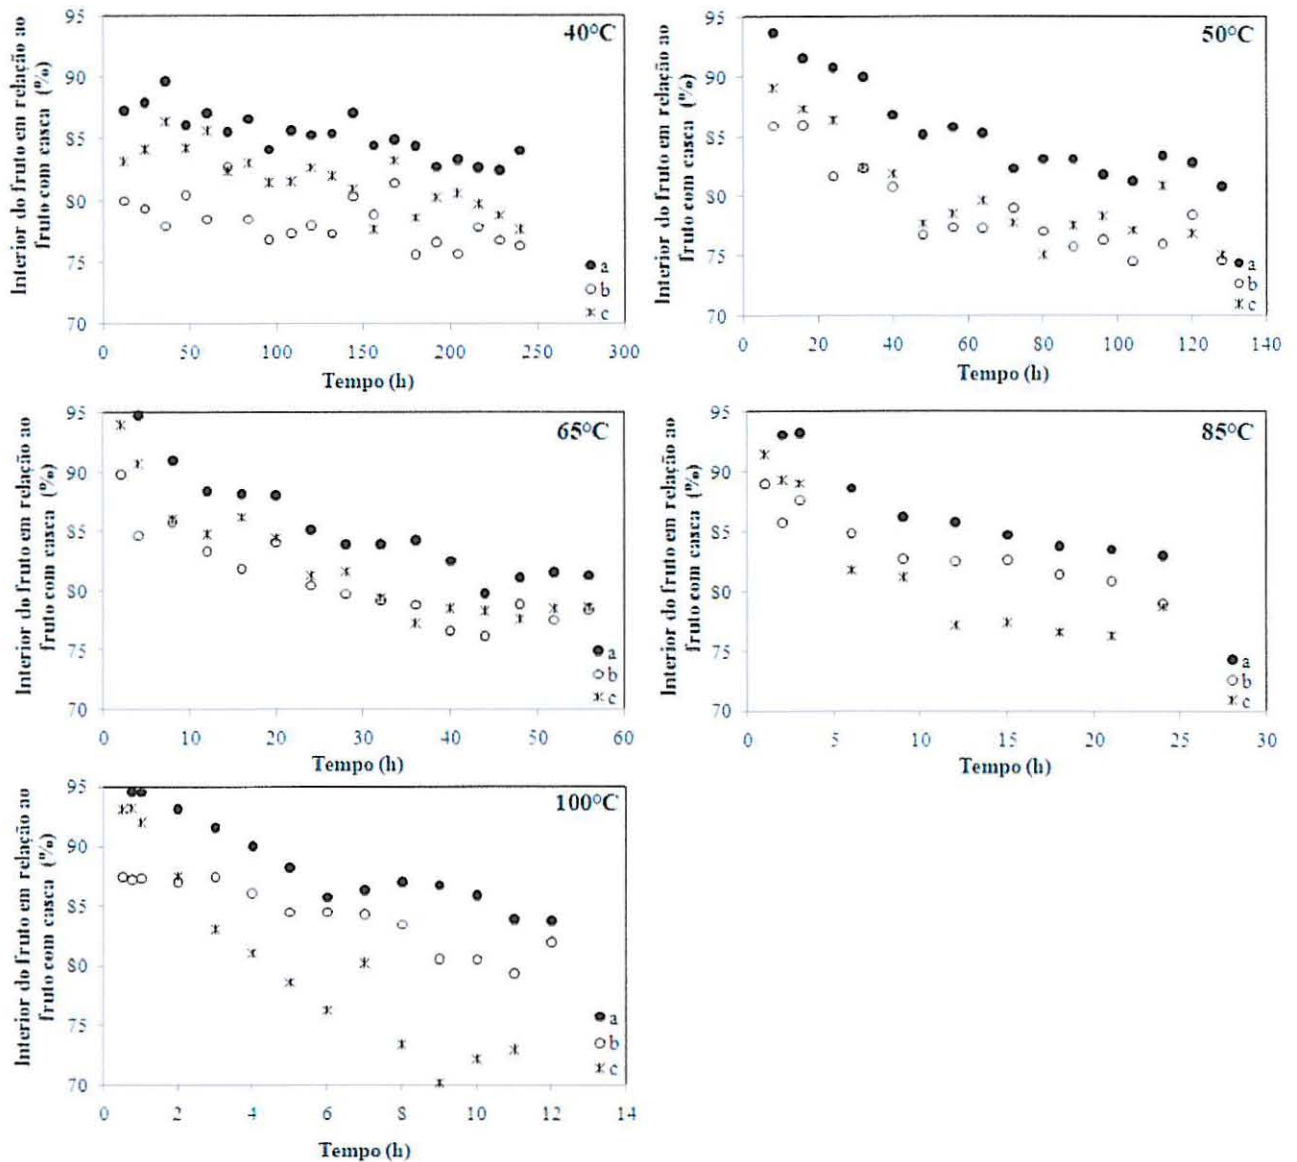 Interior do fruto em relação ao
fruto com casca (%)
95
90
85
80
75
70
40°C
a
b
c
0 50 100 150 200 250 300
Tempo (h)
Interior do fruto em relação ao
fruto com casca (%)
95
90
85
80
75
70
50°C
a
b
c
0 20 40 60 80 100 120 140
Tempo (h)
Interior do fruto em relação ao
fruto com casca (%)
95
90
85
80
75
70
65°C
a
b
c
0 10 20 30 40 50 60
Tempo (h)
Interior do fruto em relação ao
fruto com casca (%)
95
90
85
80
75
70
85°C
a
b
c
0 5 10 15 20 25 30
Tempo (h)
Interior do fruto em relação ao
fruto com casca (%)
95
90
85
80
75
70
100°C
a
b
c
0 2 4 6 8 10 12 14
Tempo (h)